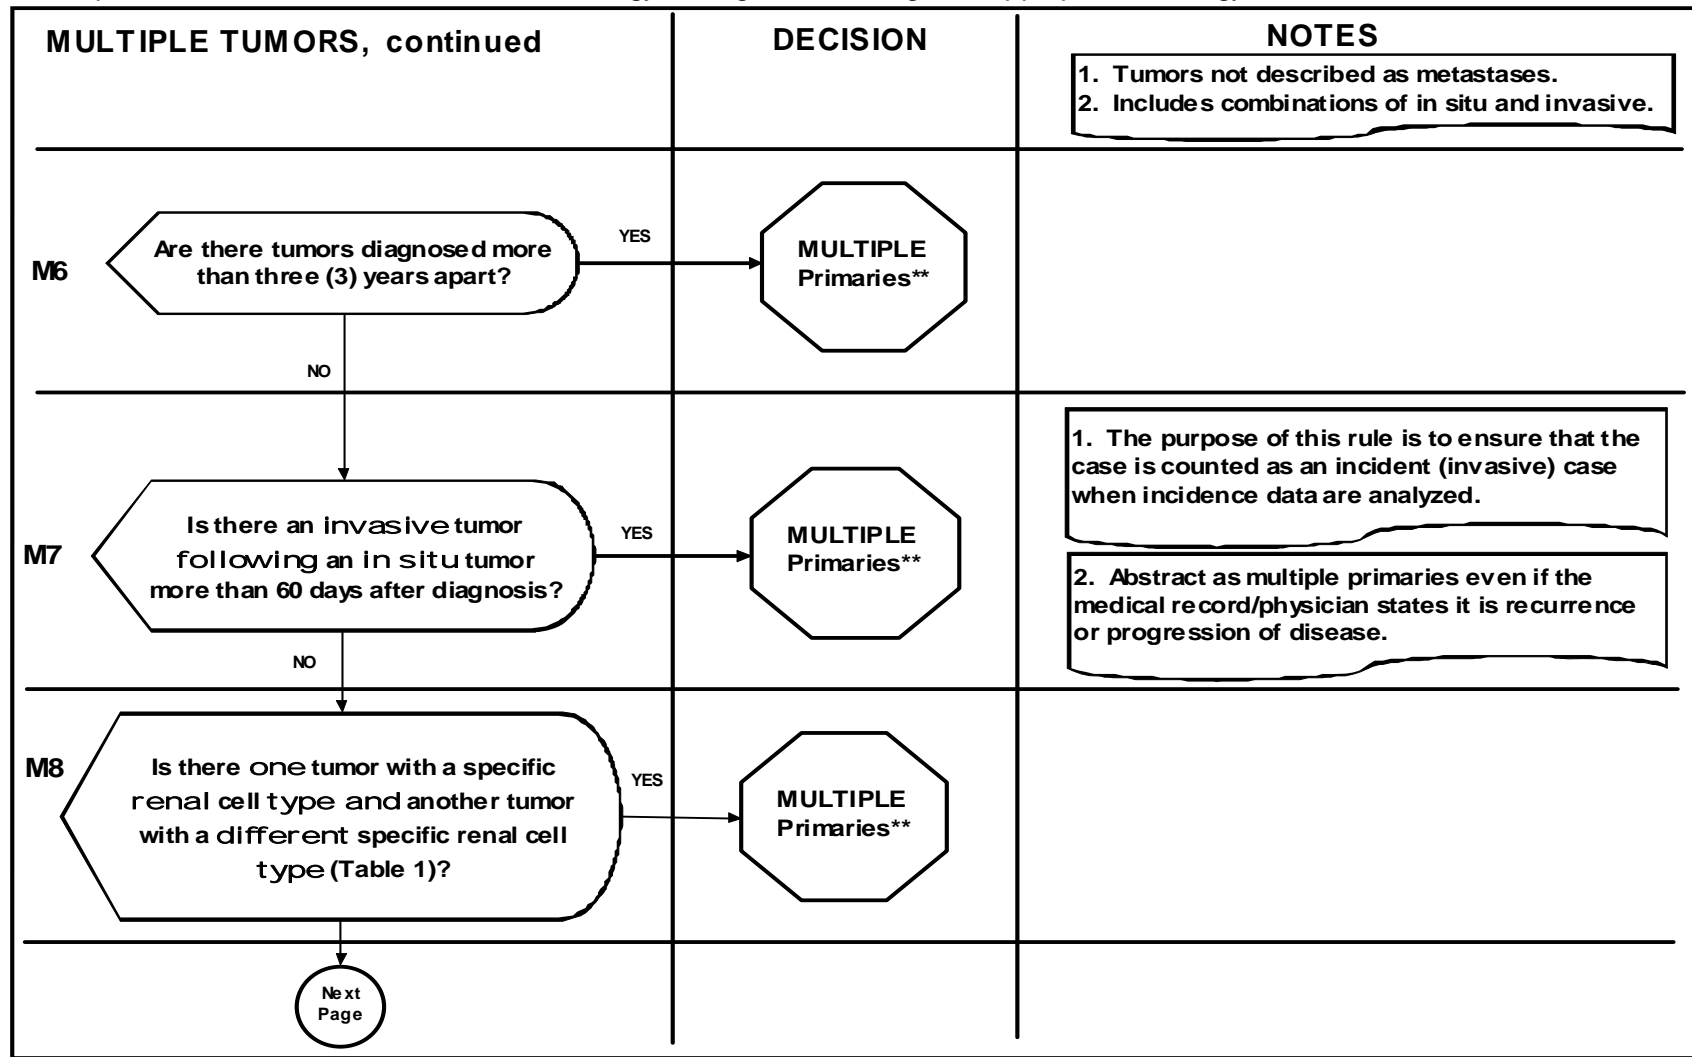 MULTIPLE TUMORS, continued
DECISION
NOTES
1. Tumors not described as metastases.
2. Includes combinations of in situ and invasive.
M6
Are there tumors diagnosed more
than three (3) years apart?
YES
MULTIPLE
Primaries**
NO
M7
Is there an invasive tumor
following an in situ tumor
more than 60 days after diagnosis?
YES
MULTIPLE
Primaries**
1. The purpose of this rule is to ensure that the
case is counted as an incident (invasive) case
when incidence data are analyzed.
2. Abstract as multiple primaries even if the
medical record/physician states it is recurrence
or progression of disease.
NO
M8
Is there one tumor with a specific
renal cell type and another tumor
with a different specific renal cell
type (Table 1)?
YES
MULTIPLE
Primaries**
Next
Page